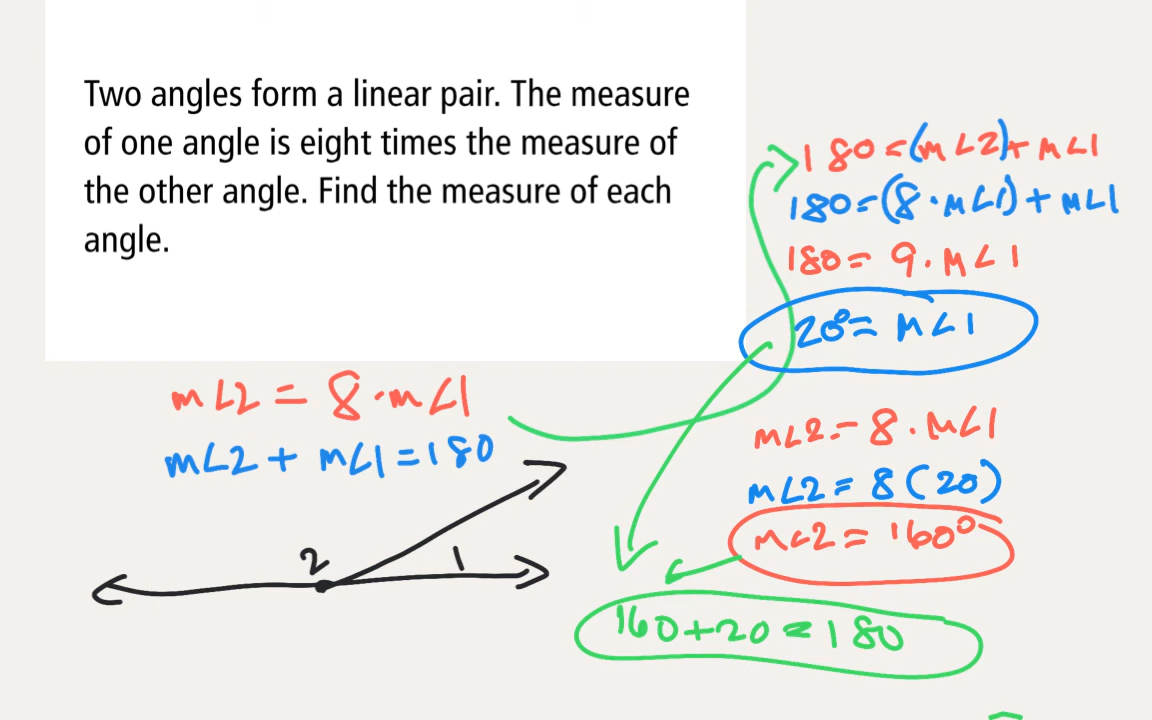 Two angles form a linear pair. The measure
of one angle is eight times the measure of
the other angle. Find the measure of each
angle.
m∠2 = 8·m∠1
m∠2 + m∠1 = 180
2
1
180 = (m∠2) + m∠1
180 = (8·m∠1) + m∠1
180 = 9·m∠1
20° = m∠1
m∠2 = 8·m∠1
m∠2 = 8(20)
m∠2 = 160°
160 + 20 = 180